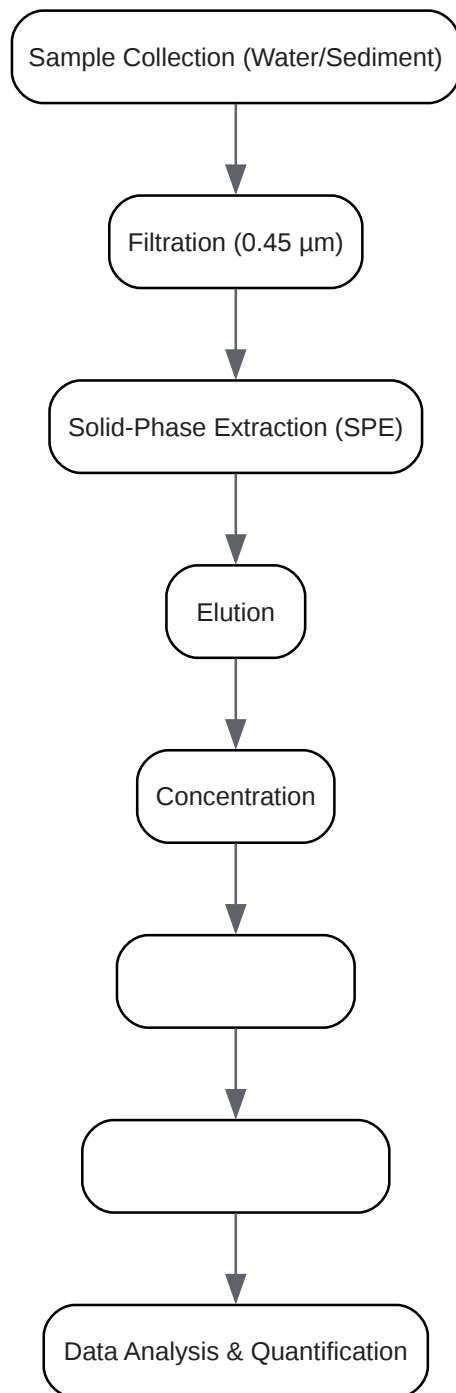 Sample Collection (Water/Sediment)
Filtration (0.45 µm)
Solid-Phase Extraction (SPE)
Elution
Concentration
Data Analysis & Quantification